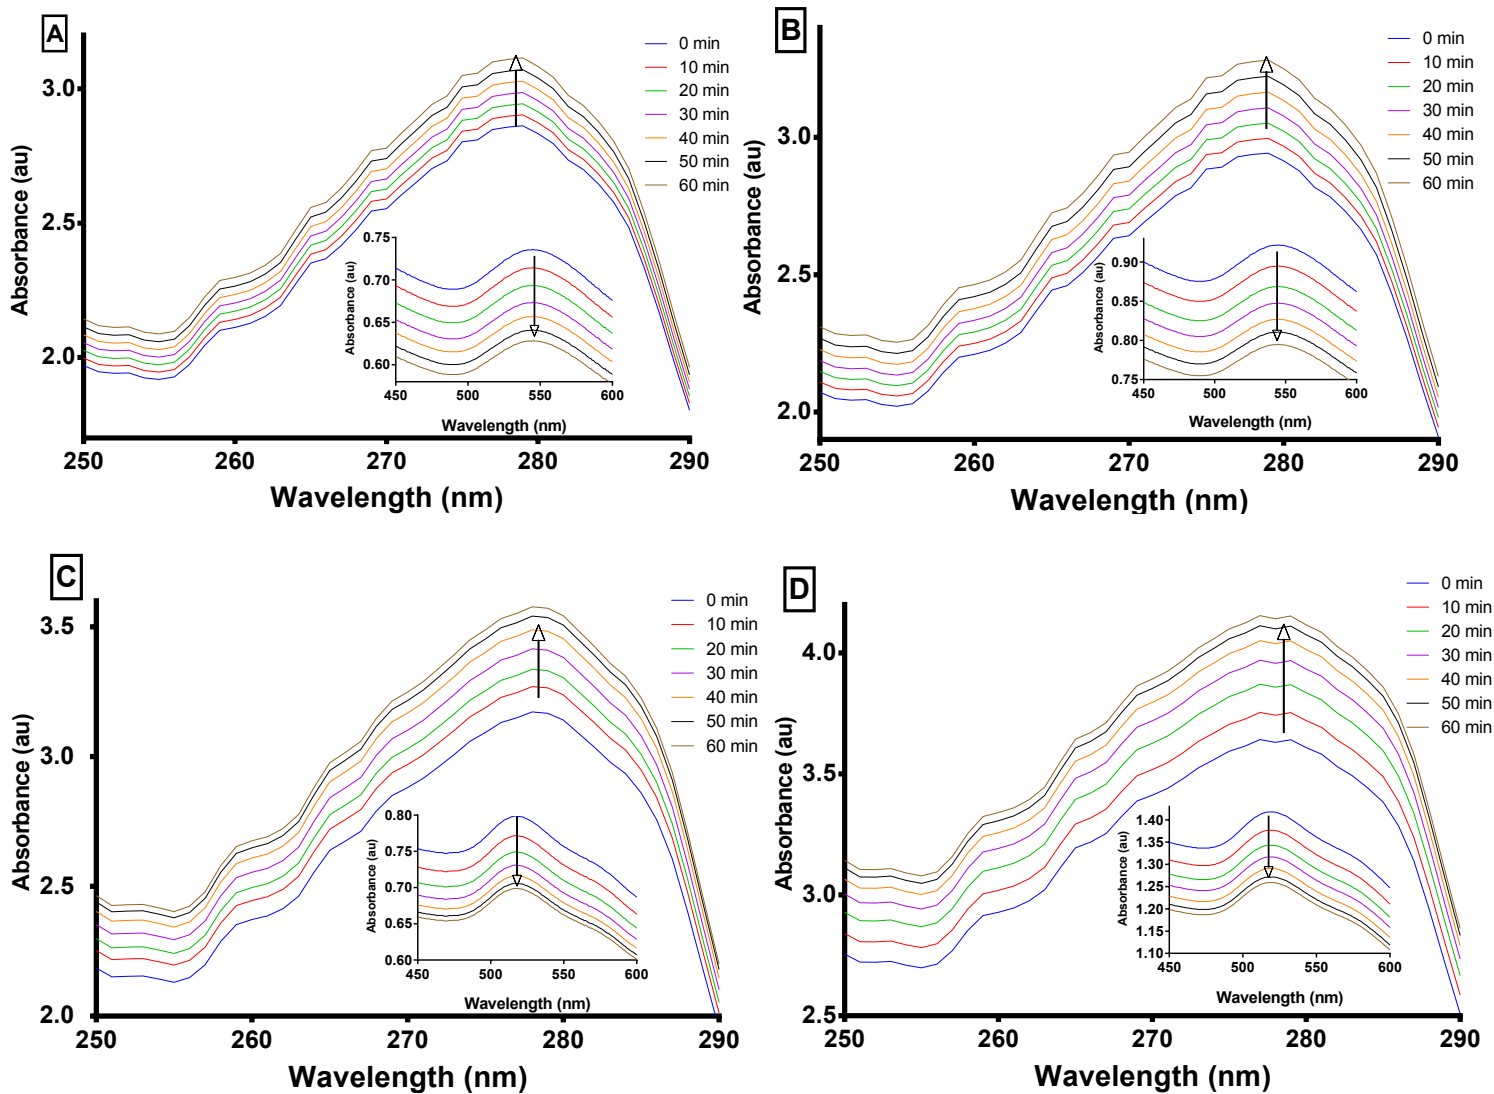 A
0 min
10 min
20 min
30 min
40 min
50 min
60 min
Absorbance (au)
3.0
2.5
2.0
250 260 270 280 290
Wavelength (nm)
0.75
0.70
0.65
0.60
Absorbance (au)
450 500 550 600
Wavelength (nm)
B
0 min
10 min
20 min
30 min
40 min
50 min
60 min
Absorbance (au)
3.0
2.5
2.0
250 260 270 280 290
Wavelength (nm)
0.90
0.85
0.80
0.75
Absorbance (au)
450 500 550 600
Wavelength (nm)
C
0 min
10 min
20 min
30 min
40 min
50 min
60 min
Absorbance (au)
3.5
3.0
2.5
2.0
250 260 270 280 290
Wavelength (nm)
0.80
0.75
0.70
0.65
0.60
Absorbance (au)
450 500 550 600
Wavelength (nm)
D
0 min
10 min
20 min
30 min
40 min
50 min
60 min
Absorbance (au)
4.0
3.5
3.0
2.5
250 260 270 280 290
Wavelength (nm)
1.40
1.35
1.30
1.25
1.20
1.15
1.10
Absorbance (au)
450 500 550 600
Wavelength (nm)